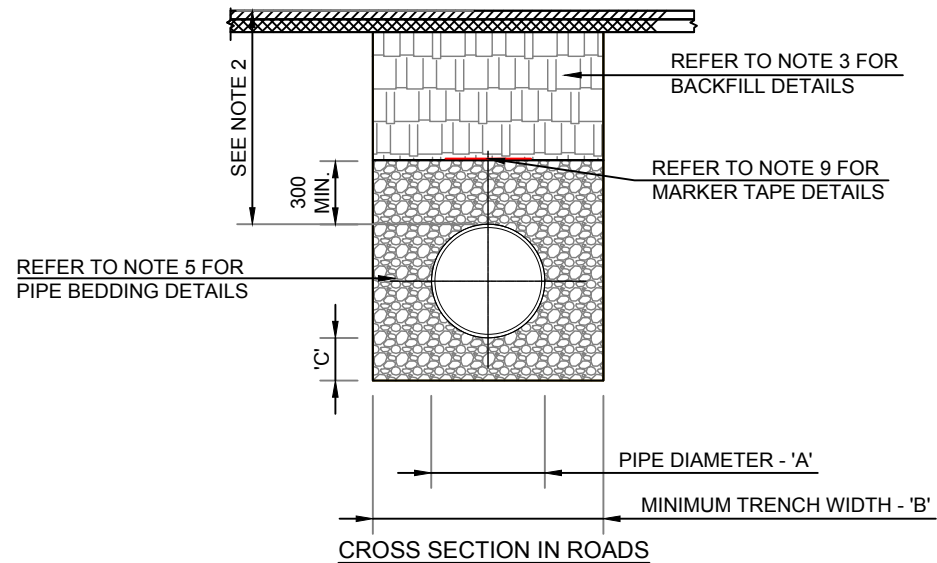 REFER TO NOTE 3 FOR
BACKFILL DETAILS
SEE NOTE 2
300
MIN.
REFER TO NOTE 9 FOR
MARKER TAPE DETAILS
REFER TO NOTE 5 FOR
PIPE BEDDING DETAILS
'C'
PIPE DIAMETER - 'A'
MINIMUM TRENCH WIDTH - 'B'
CROSS SECTION IN ROADS